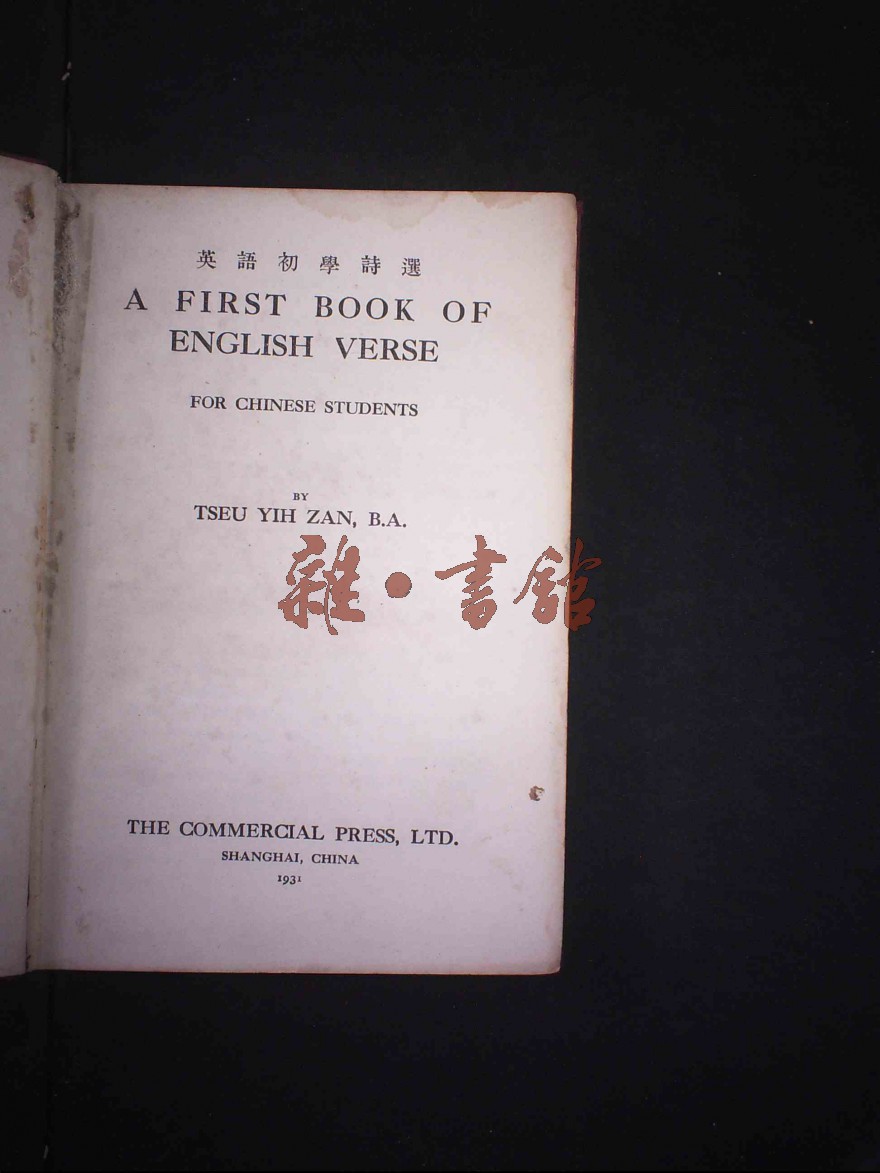 英語初學詩選
A FIRST BOOK OF
ENGLISH VERSE
FOR CHINESE STUDENTS
BY
TSEU YIH ZAN, B.A.
雜·書館
THE COMMERCIAL PRESS, LTD.
SHANGHAI, CHINA
1931